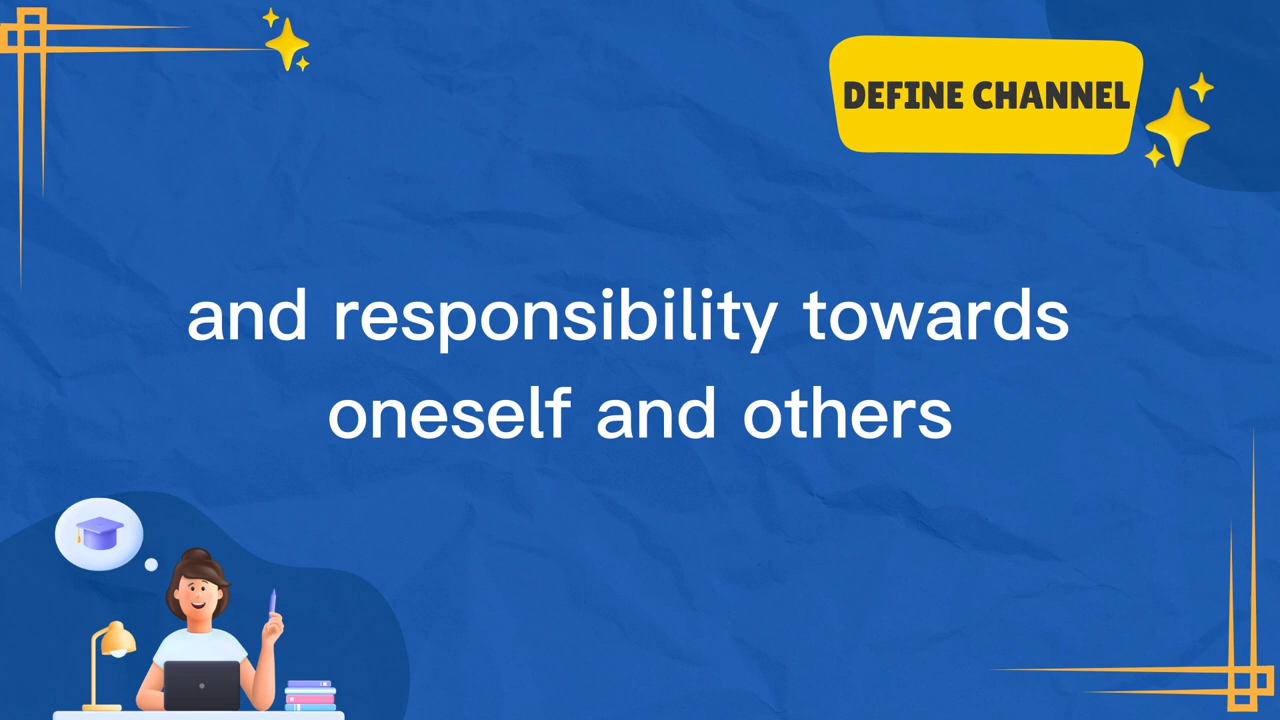 DEFINE CHANNEL
and responsibility towards
oneself and others